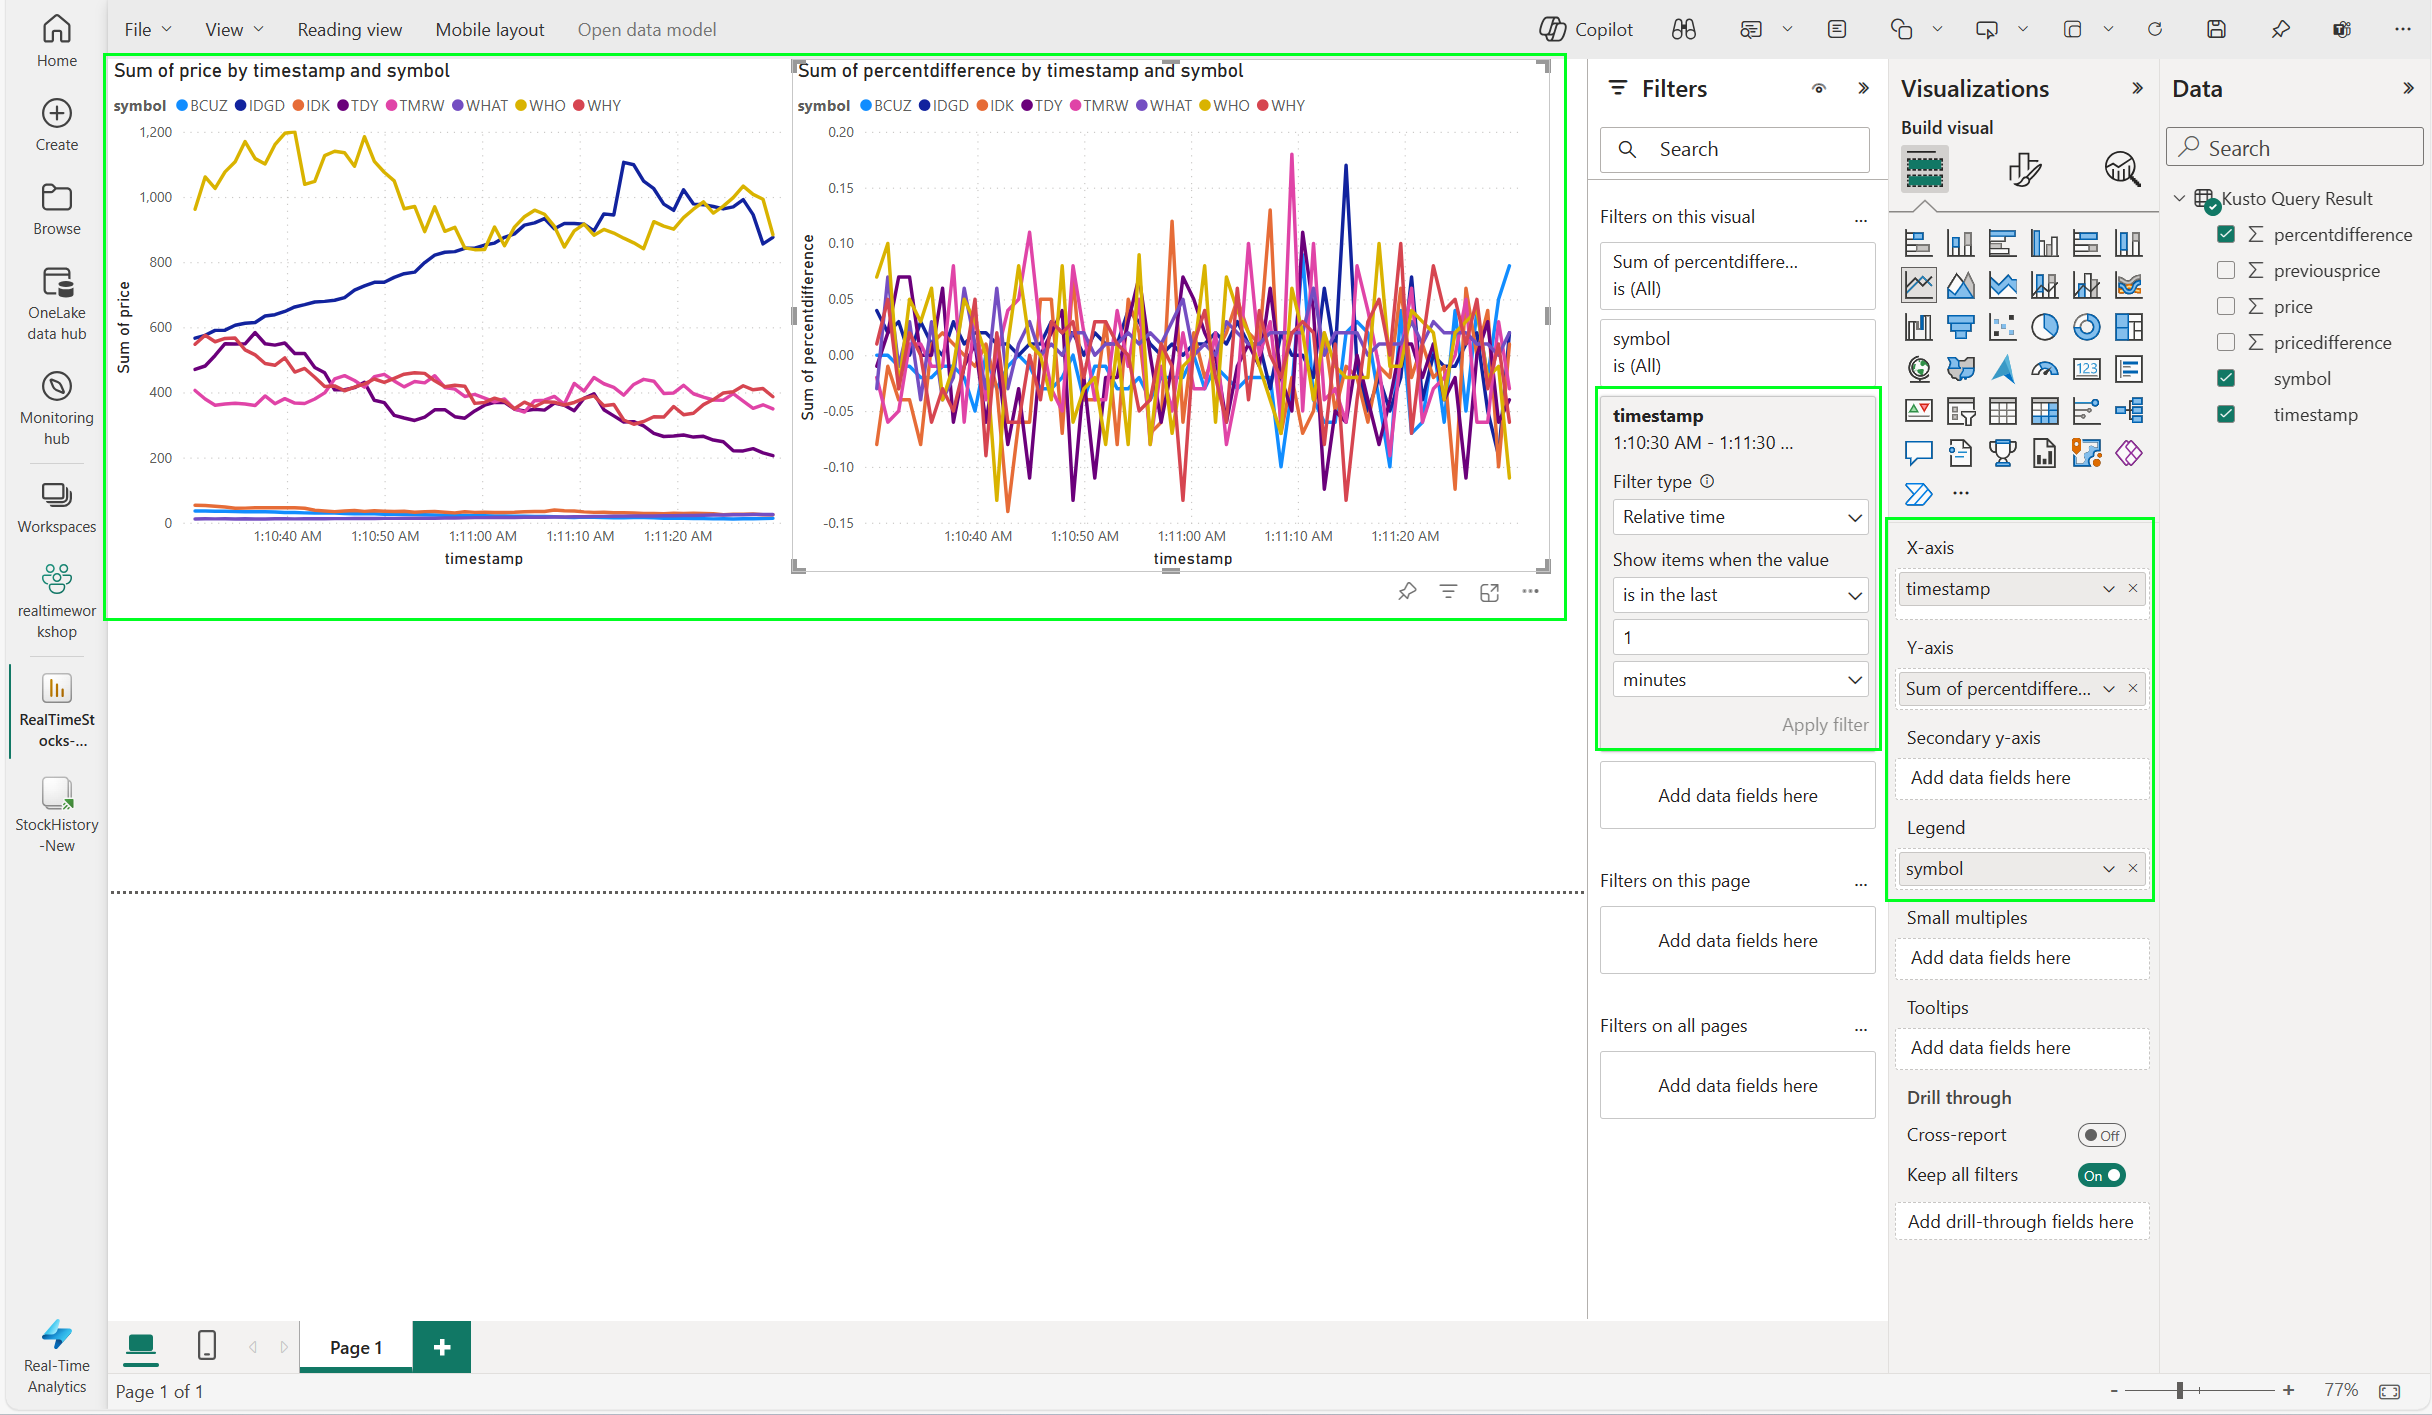 File
View
Reading view
Mobile layout
Open data model
Copilot
Home
Create
Browse
OneLake
data hub
Monitoring
hub
Workspaces
realtimewor
kshop
RealTimeSt
ocks-...
StockHistory
-New
Real-Time
Analytics
Sum of price by timestamp and symbol
symbol BCUZ IDGD IDK TDY TMRW WHAT WHO WHY
Sum of price
1,200
1,000
800
600
400
200
0
1:10:40 AM 1:10:50 AM 1:11:00 AM 1:11:10 AM 1:11:20 AM
timestamp
Sum of percentdifference by timestamp and symbol
symbol BCUZ IDGD IDK TDY TMRW WHAT WHO WHY
Sum of percentdifference
0.20
0.15
0.10
0.05
0.00
-0.05
-0.10
-0.15
1:10:40 AM 1:10:50 AM 1:11:00 AM 1:11:10 AM 1:11:20 AM
timestamp
Filters
Search
Filters on this visual
Sum of percentdiffere...
is (All)
symbol
is (All)
timestamp
1:10:30 AM - 1:11:30 ...
Filter type
Relative time
Show items when the value
is in the last
1
minutes
Apply filter
Add data fields here
Filters on this page
Add data fields here
Filters on all pages
Add data fields here
Visualizations
Build visual
123
X-axis
timestamp
Y-axis
Sum of percentdiffere...
Secondary y-axis
Add data fields here
Legend
symbol
Small multiples
Add data fields here
Tooltips
Add data fields here
Drill through
Cross-report
Off
Keep all filters
On
Add drill-through fields here
Data
Search
Kusto Query Result
percentdifference
previousprice
price
pricedifference
symbol
timestamp
Page 1
Page 1 of 1
- + 77%